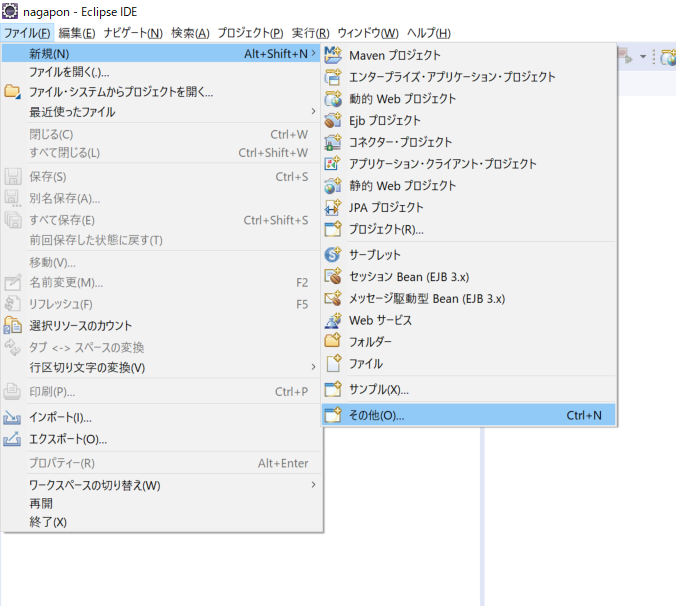 nagapon - Eclipse IDE
ファイル(F) 編集(E) ナビゲート(N) 検索(A) プロジェクト(P) 実行(R) ウィンドウ(W) ヘルプ(H)
新規(N) Alt+Shift+N
ファイルを開く(.)...
ファイル・システムからプロジェクトを開く...
最近使ったファイル
閉じる(C) Ctrl+W
すべて閉じる(L) Ctrl+Shift+W
保存(S) Ctrl+S
別名保存(A)...
すべて保存(E) Ctrl+Shift+S
前回保存した状態に戻す(T)
移動(V)...
名前変更(M)... F2
リフレッシュ(F) F5
選択リソースのカウント
タブ <-> スペースの変換
行区切り文字の変換(V)
印刷(P)... Ctrl+P
インポート(I)...
エクスポート(O)...
プロパティー(R) Alt+Enter
ワークスペースの切り替え(W)
再開
終了(X)
Maven プロジェクト
エンタープライズ・アプリケーション・プロジェクト
動的 Web プロジェクト
Ejb プロジェクト
コネクター・プロジェクト
アプリケーション・クライアント・プロジェクト
静的 Web プロジェクト
JPA プロジェクト
プロジェクト(R)...
サーブレット
セッション Bean (EJB 3.x)
メッセージ駆動型 Bean (EJB 3.x)
Web サービス
フォルダー
ファイル
サンプル(X)...
その他(O)... Ctrl+N